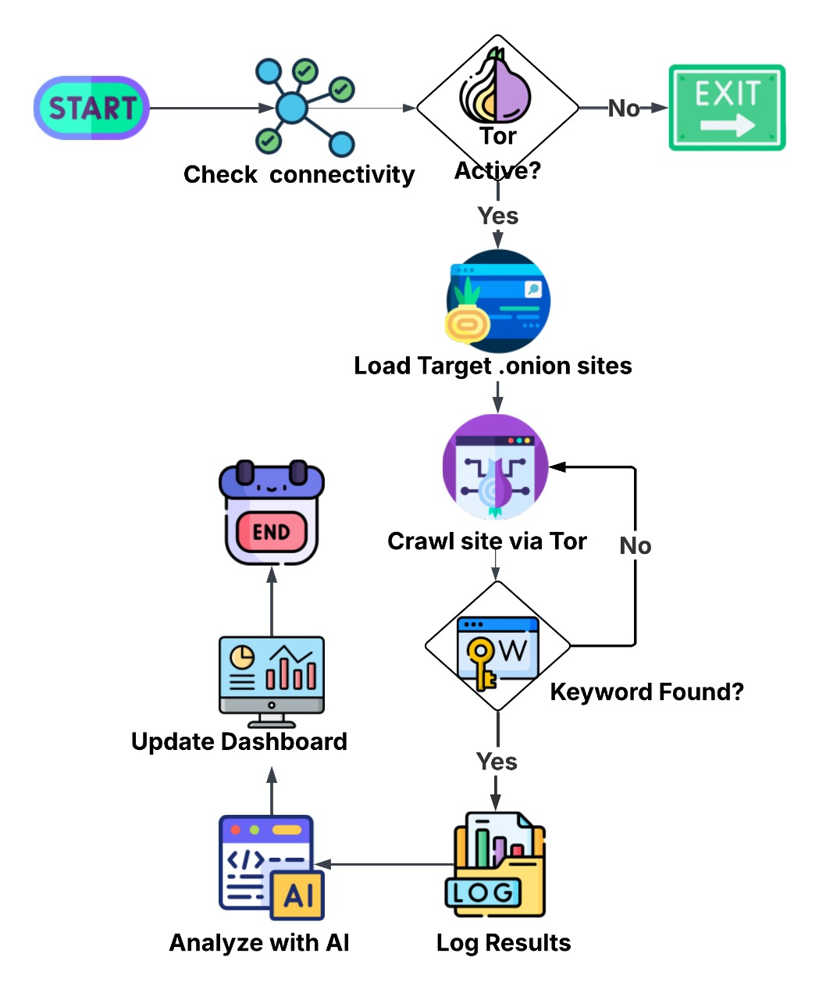 START
Check connectivity
Tor
Active?
No
EXIT
Yes
Load Target .onion sites
Crawl site via Tor
No
W
Keyword Found?
Yes
LOG
Log Results
</>
AI
Analyze with AI
Update Dashboard
END